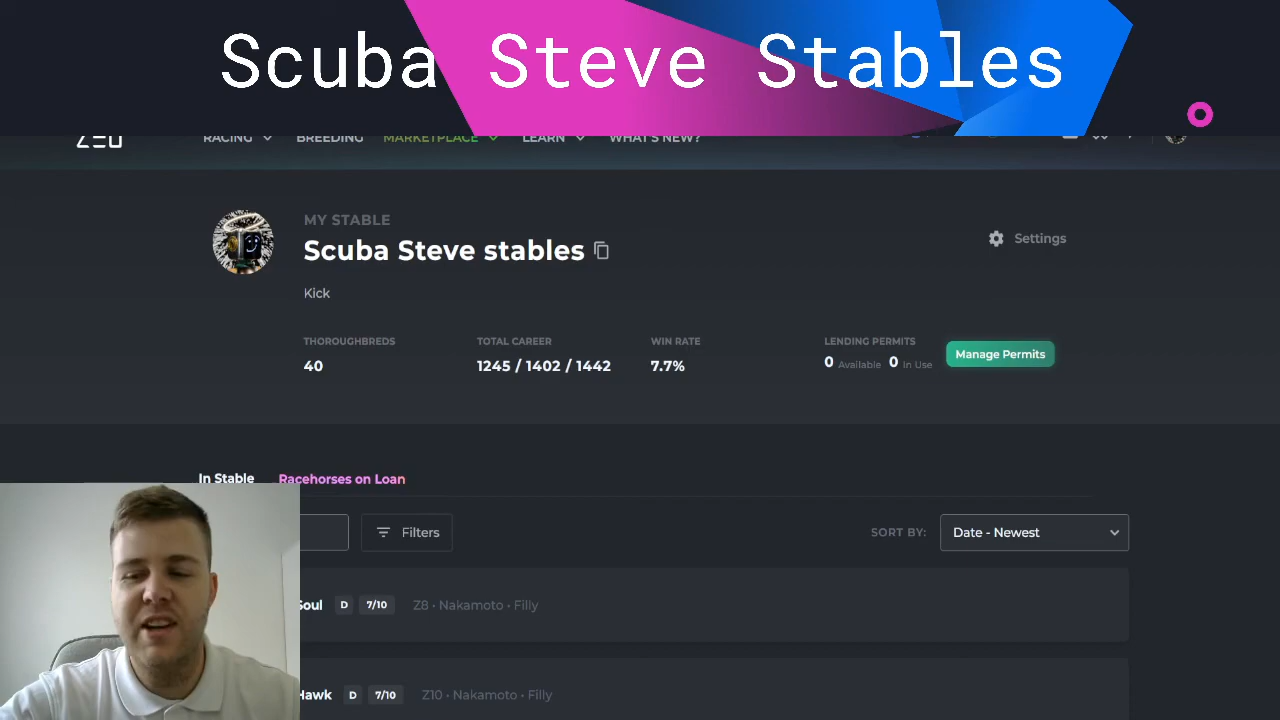 Scuba Steve Stables
ZED RACING BREEDING MARKETPLACE LEARN WHAT'S NEW?
MY STABLE
Scuba Steve stables
Settings
Kick
THOROUGHBREDS TOTAL CAREER WIN RATE LENDING PERMITS
40 1245 / 1402 / 1442 7.7% 0 Available 0 In Use Manage Permits
In Stable Racehorses on Loan
Filters SORT BY: Date - Newest
Soul D 7/10 Z8 • Nakamoto • Filly
Hawk D 7/10 Z10 • Nakamoto • Filly